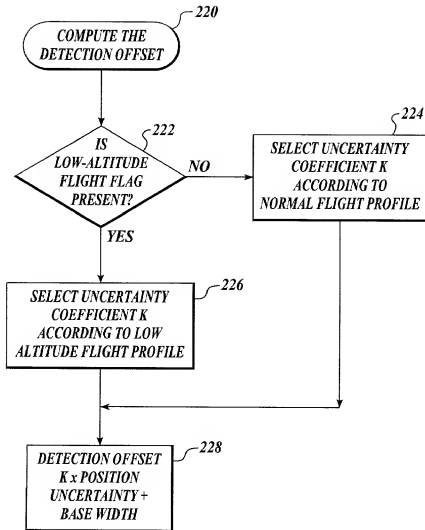 220
COMPUTE THE
DETECTION OFFSET
222
IS
LOW-ALTITUDE
FLIGHT FLAG
PRESENT?
NO
224
SELECT UNCERTAINTY
COEFFICIENT K
ACCORDING TO
NORMAL FLIGHT PROFILE
YES
226
SELECT UNCERTAINTY
COEFFICIENT K
ACCORDING TO LOW
ALTITUDE FLIGHT PROFILE
228
DETECTION OFFSET
K x POSITION
UNCERTAINTY +
BASE WIDTH